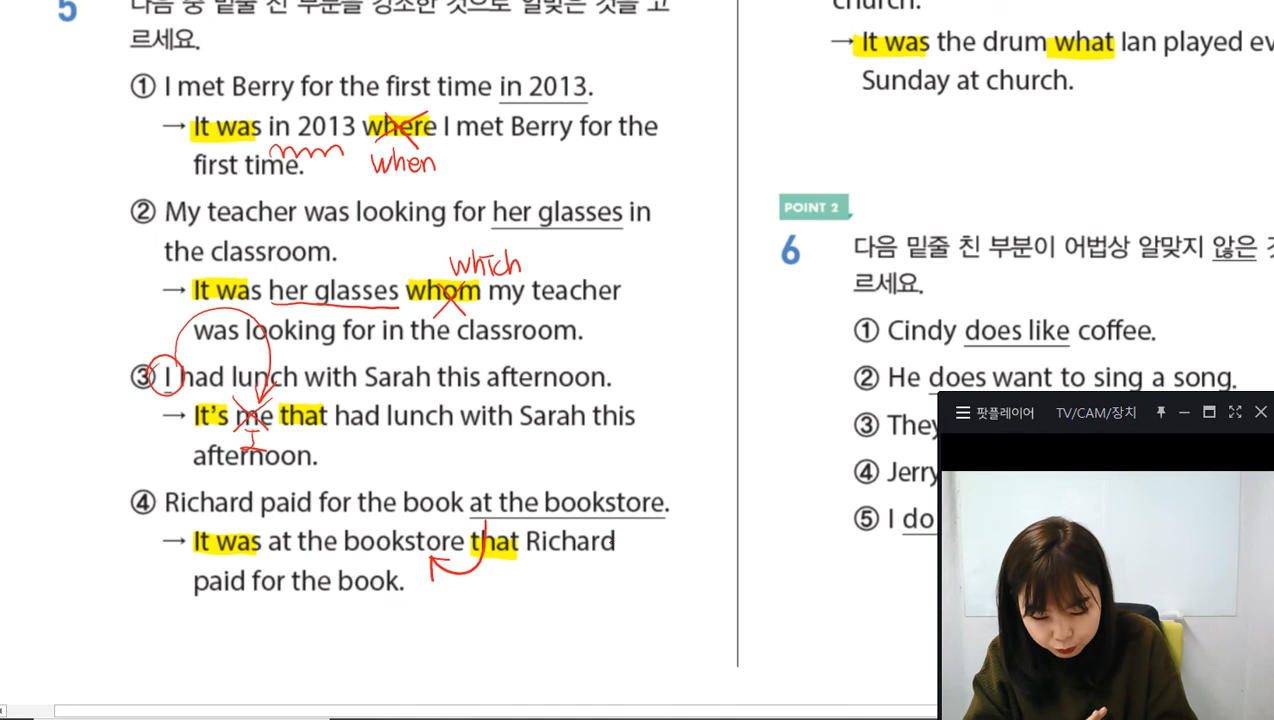 5
다음 중 밑줄 친 부분을 강조한 것으로 알맞은 것을 고
르세요.
① I met Berry for the first time in 2013.
→ It was in 2013 where I met Berry for the
when
first time.
② My teacher was looking for her glasses in
the classroom.
which
→ It was her glasses whom my teacher
was looking for in the classroom.
③ I had lunch with Sarah this afternoon.
→ It's me that had lunch with Sarah this
I
afternoon.
④ Richard paid for the book at the bookstore.
→ It was at the bookstore that Richard
paid for the book.
church.
→ It was the drum what Ian played ev
Sunday at church.
POINT 2
6
다음 밑줄 친 부분이 어법상 알맞지 않은 것
르세요.
① Cindy does like coffee.
② He does want to sing a song.
③ They
④ Jerry
⑤ I do
팟플레이어 TV/CAM/장치